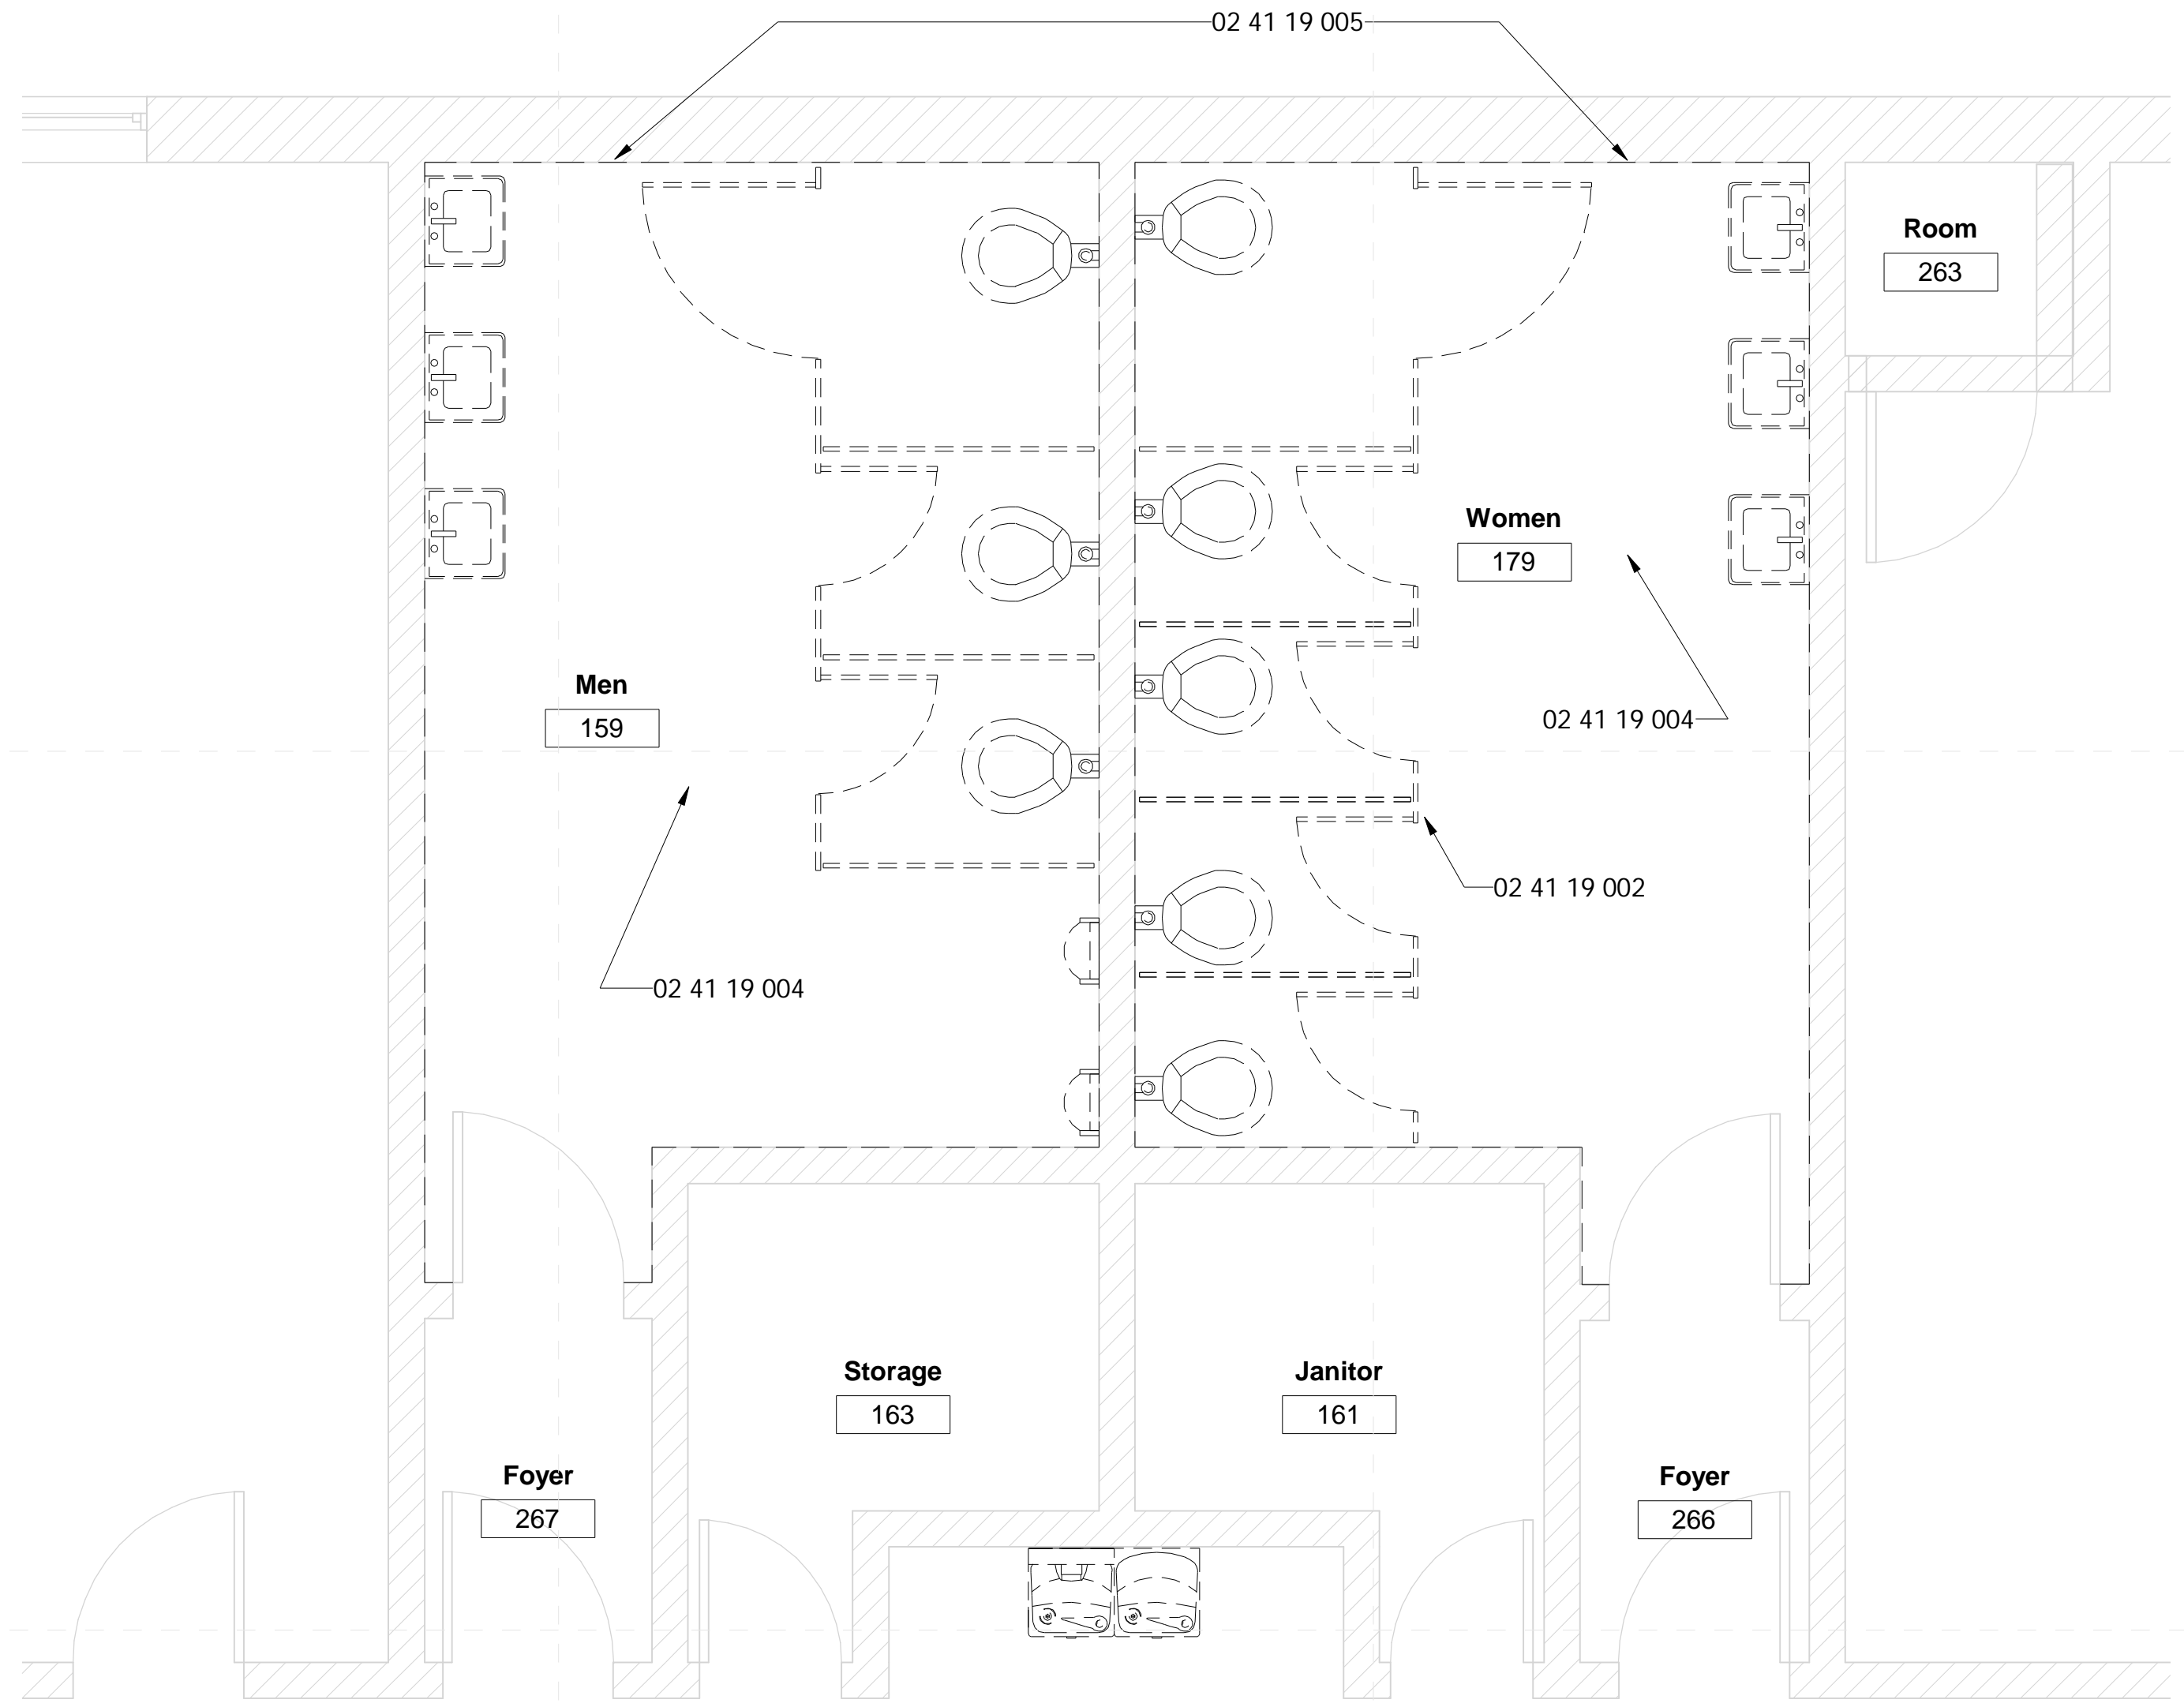 02 41 19 005
Room
263
Women
179
Men
159
02 41 19 004
02 41 19 002
02 41 19 004
Storage
163
Janitor
161
Foyer
267
Foyer
266